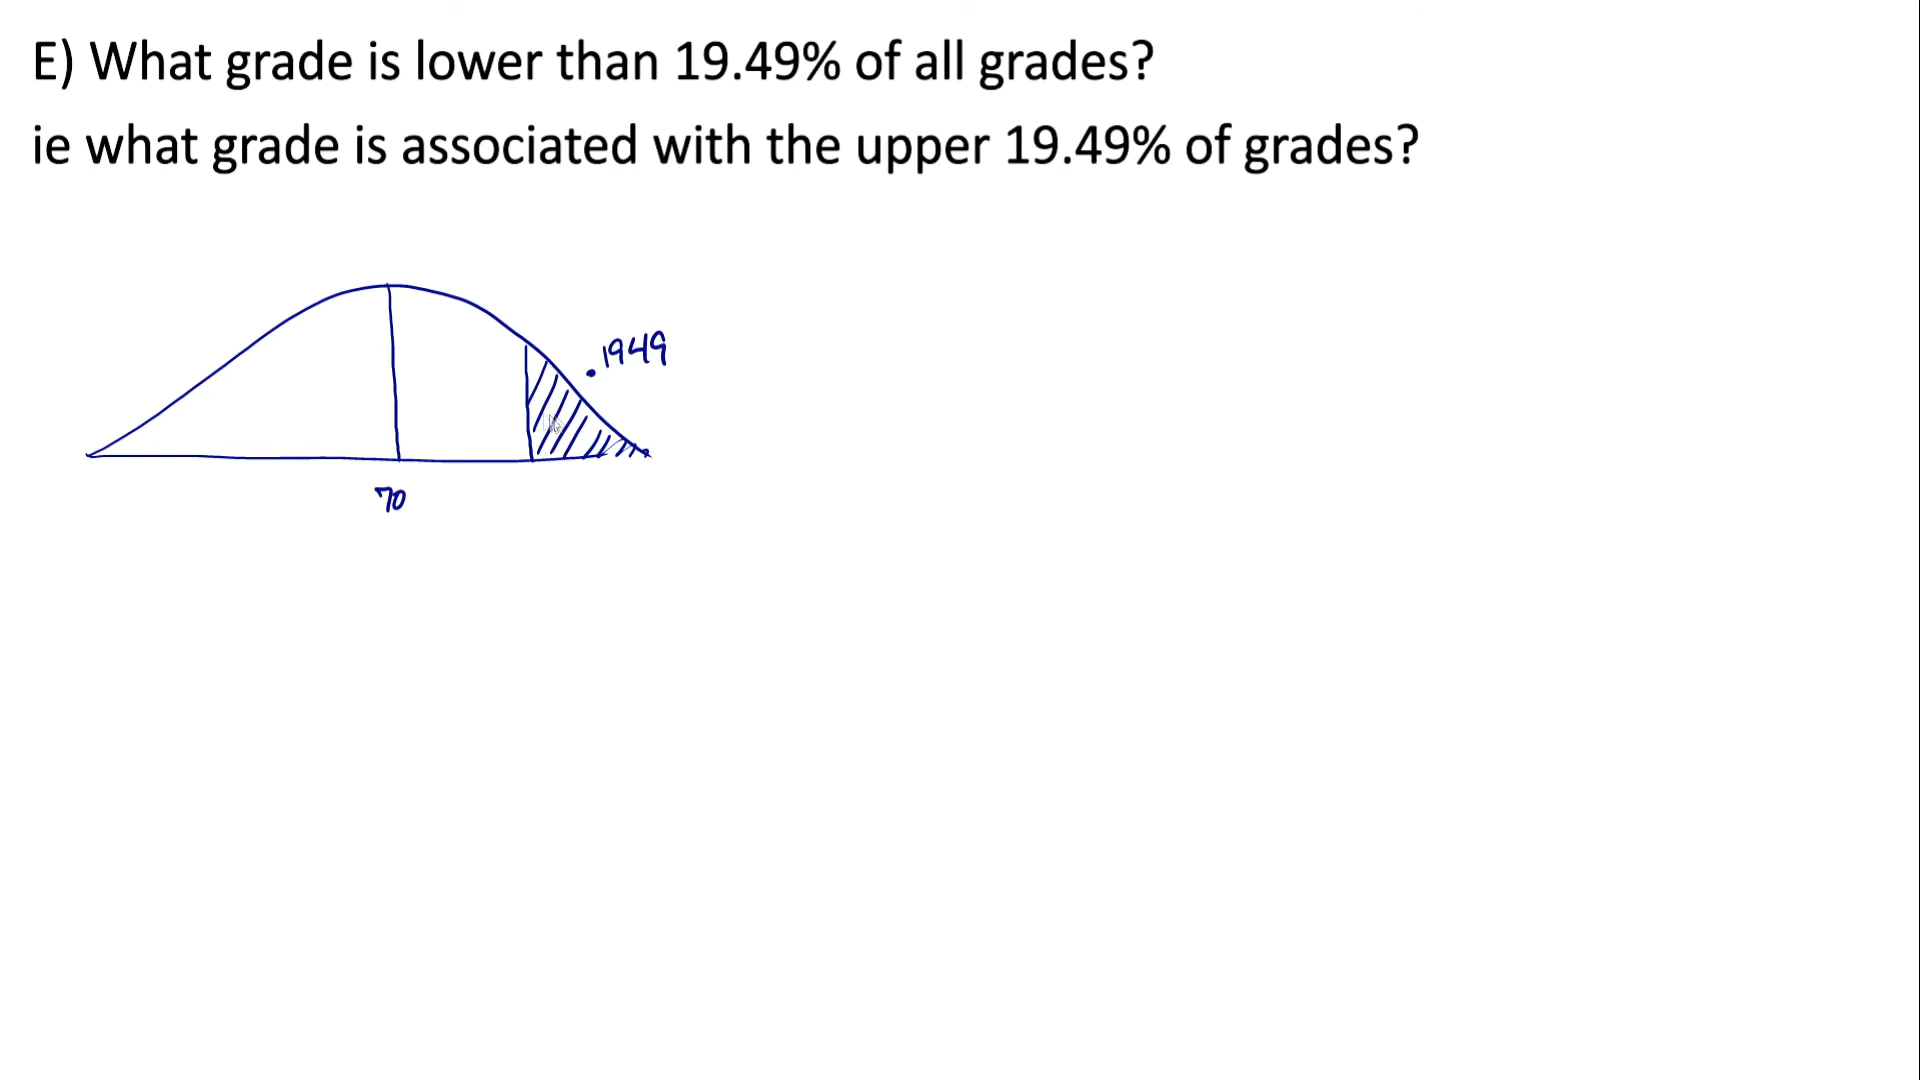 E) What grade is lower than 19.49% of all grades?
ie what grade is associated with the upper 19.49% of grades?
.1949
70